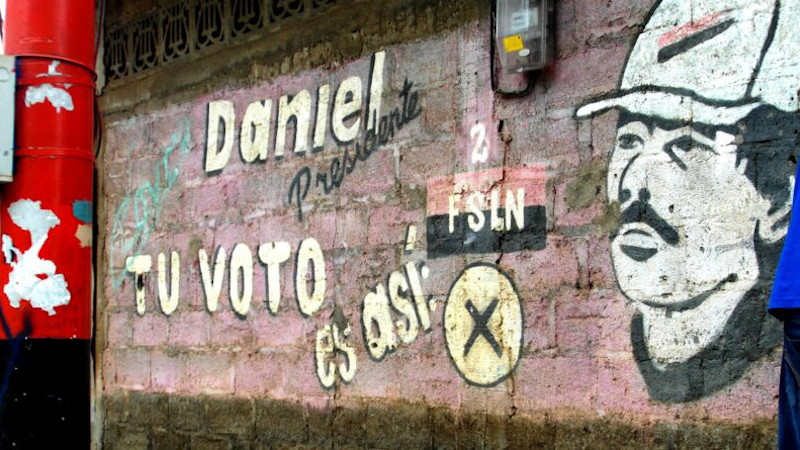 Daniel
Presidente
2
FSLN
TU VOTO
es así:
X